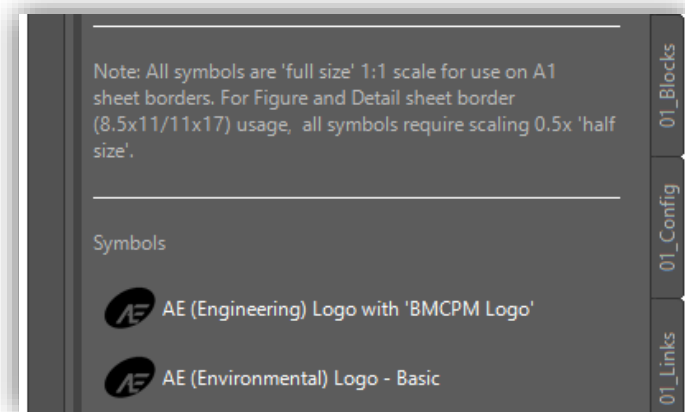 Note: All symbols are 'full size' 1:1 scale for use on A1
sheet borders. For Figure and Detail sheet border
(8.5x11/11x17) usage,  all symbols require scaling 0.5x 'half
size'.
Symbols
AE AE (Engineering) Logo with 'BMCPM Logo'
AE AE (Environmental) Logo - Basic
01_Blocks
01_Config
01_Links